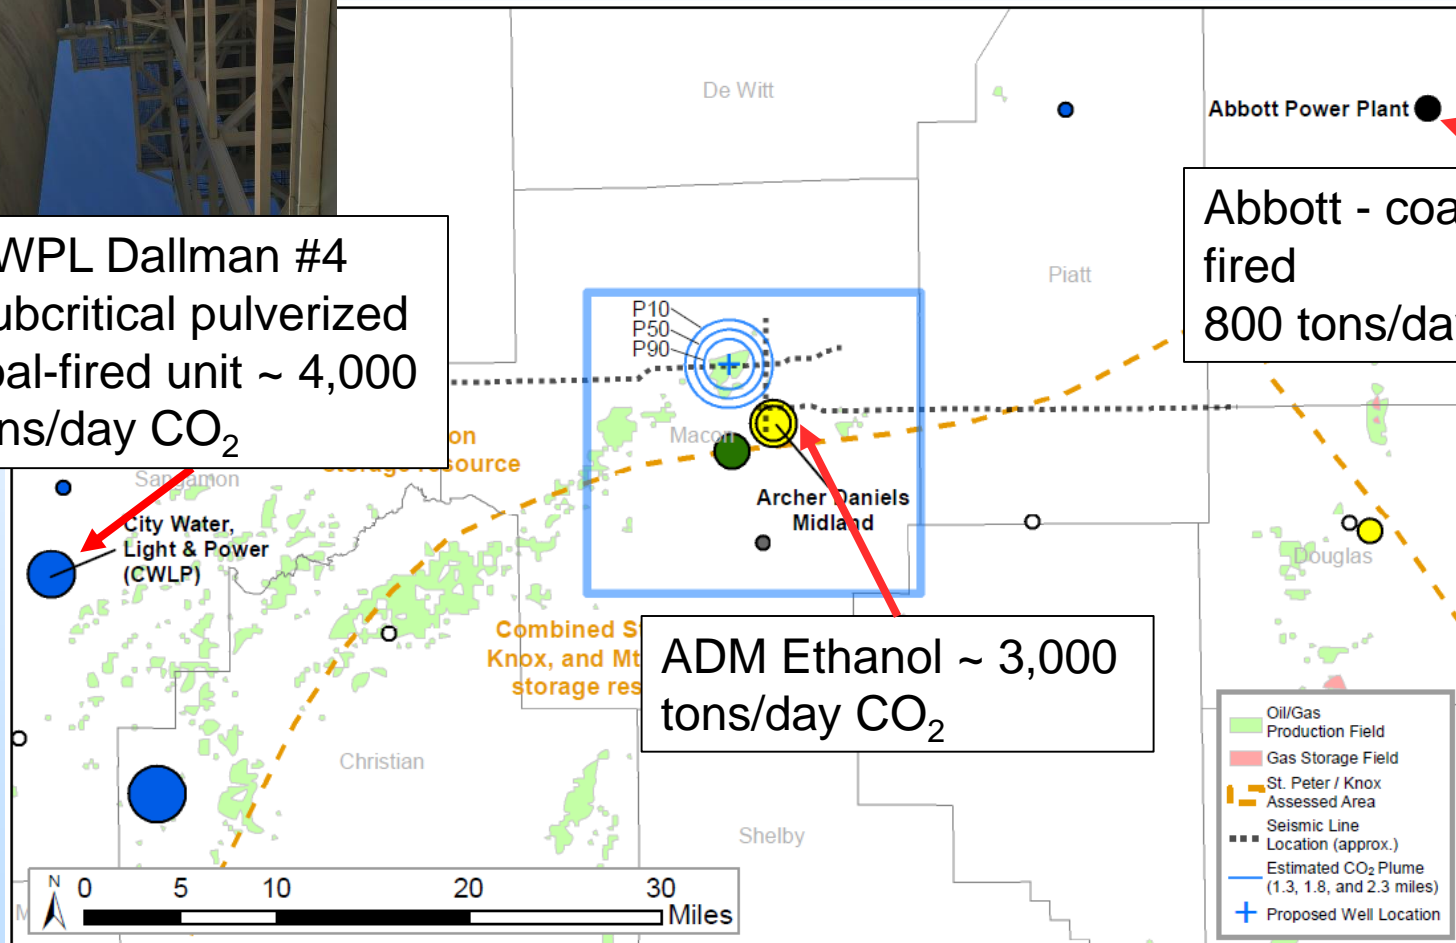 De Witt
Abbott Power Plant
WPL Dallman #4
ubcritical pulverized
al-fired unit ~ 4,000
ns/day CO₂
Abbott - coa
fired
800 tons/day
Piatt
P10
P50
P90
Macon
on
storage resource
Sangamon
City Water,
Light & Power
(CWLP)
Archer Daniels
Midland
Douglas
Combined S
Knox, and Mt
storage res
ADM Ethanol ~ 3,000
tons/day CO₂
Christian
Shelby
Oil/Gas
Production Field
Gas Storage Field
St. Peter / Knox
Assessed Area
Seismic Line
Location (approx.)
Estimated CO₂ Plume
(1.3, 1.8, and 2.3 miles)
Proposed Well Location
N
0 5 10 20 30
Miles
M